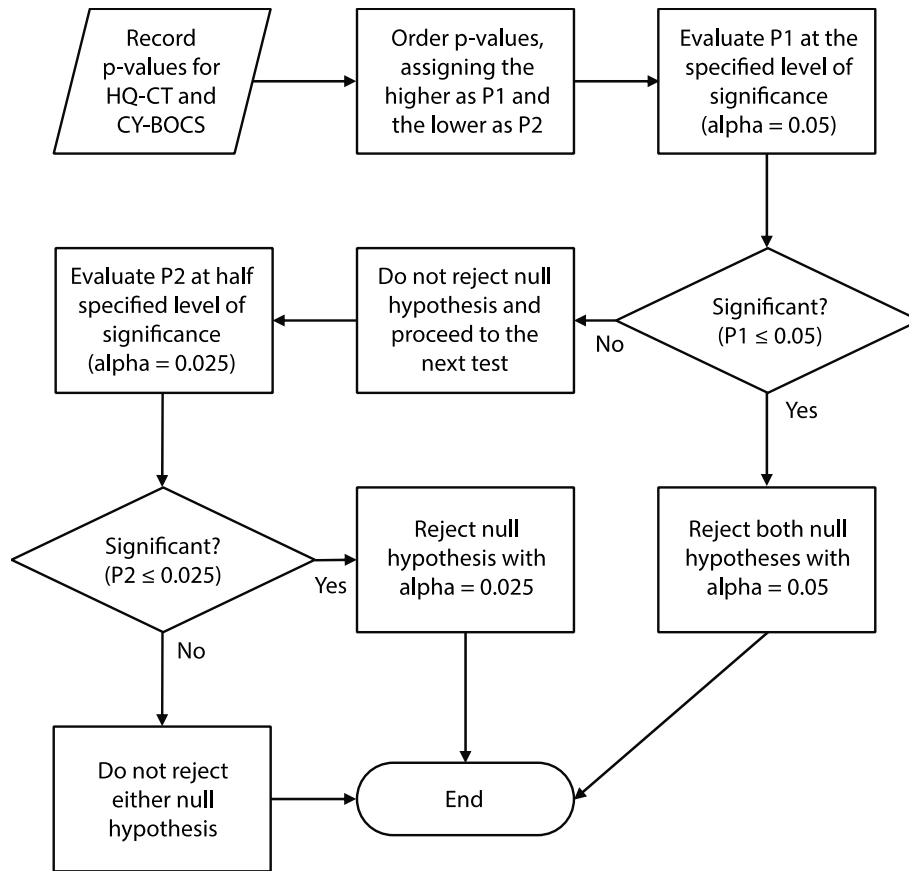 Record
p-values for
HQ-CT and
CY-BOCS
Order p-values,
assigning the
higher as P1 and
the lower as P2
Evaluate P1 at the
specified level of
significance
(alpha = 0.05)
Evaluate P2 at half
specified level of
significance
(alpha = 0.025)
Do not reject null
hypothesis and
proceed to the
next test
No
Significant?
(P1 ≤ 0.05)
Yes
Significant?
(P2 ≤ 0.025)
Yes
No
Reject null
hypothesis with
alpha = 0.025
Reject both null
hypotheses with
alpha = 0.05
Do not reject
either null
hypothesis
End